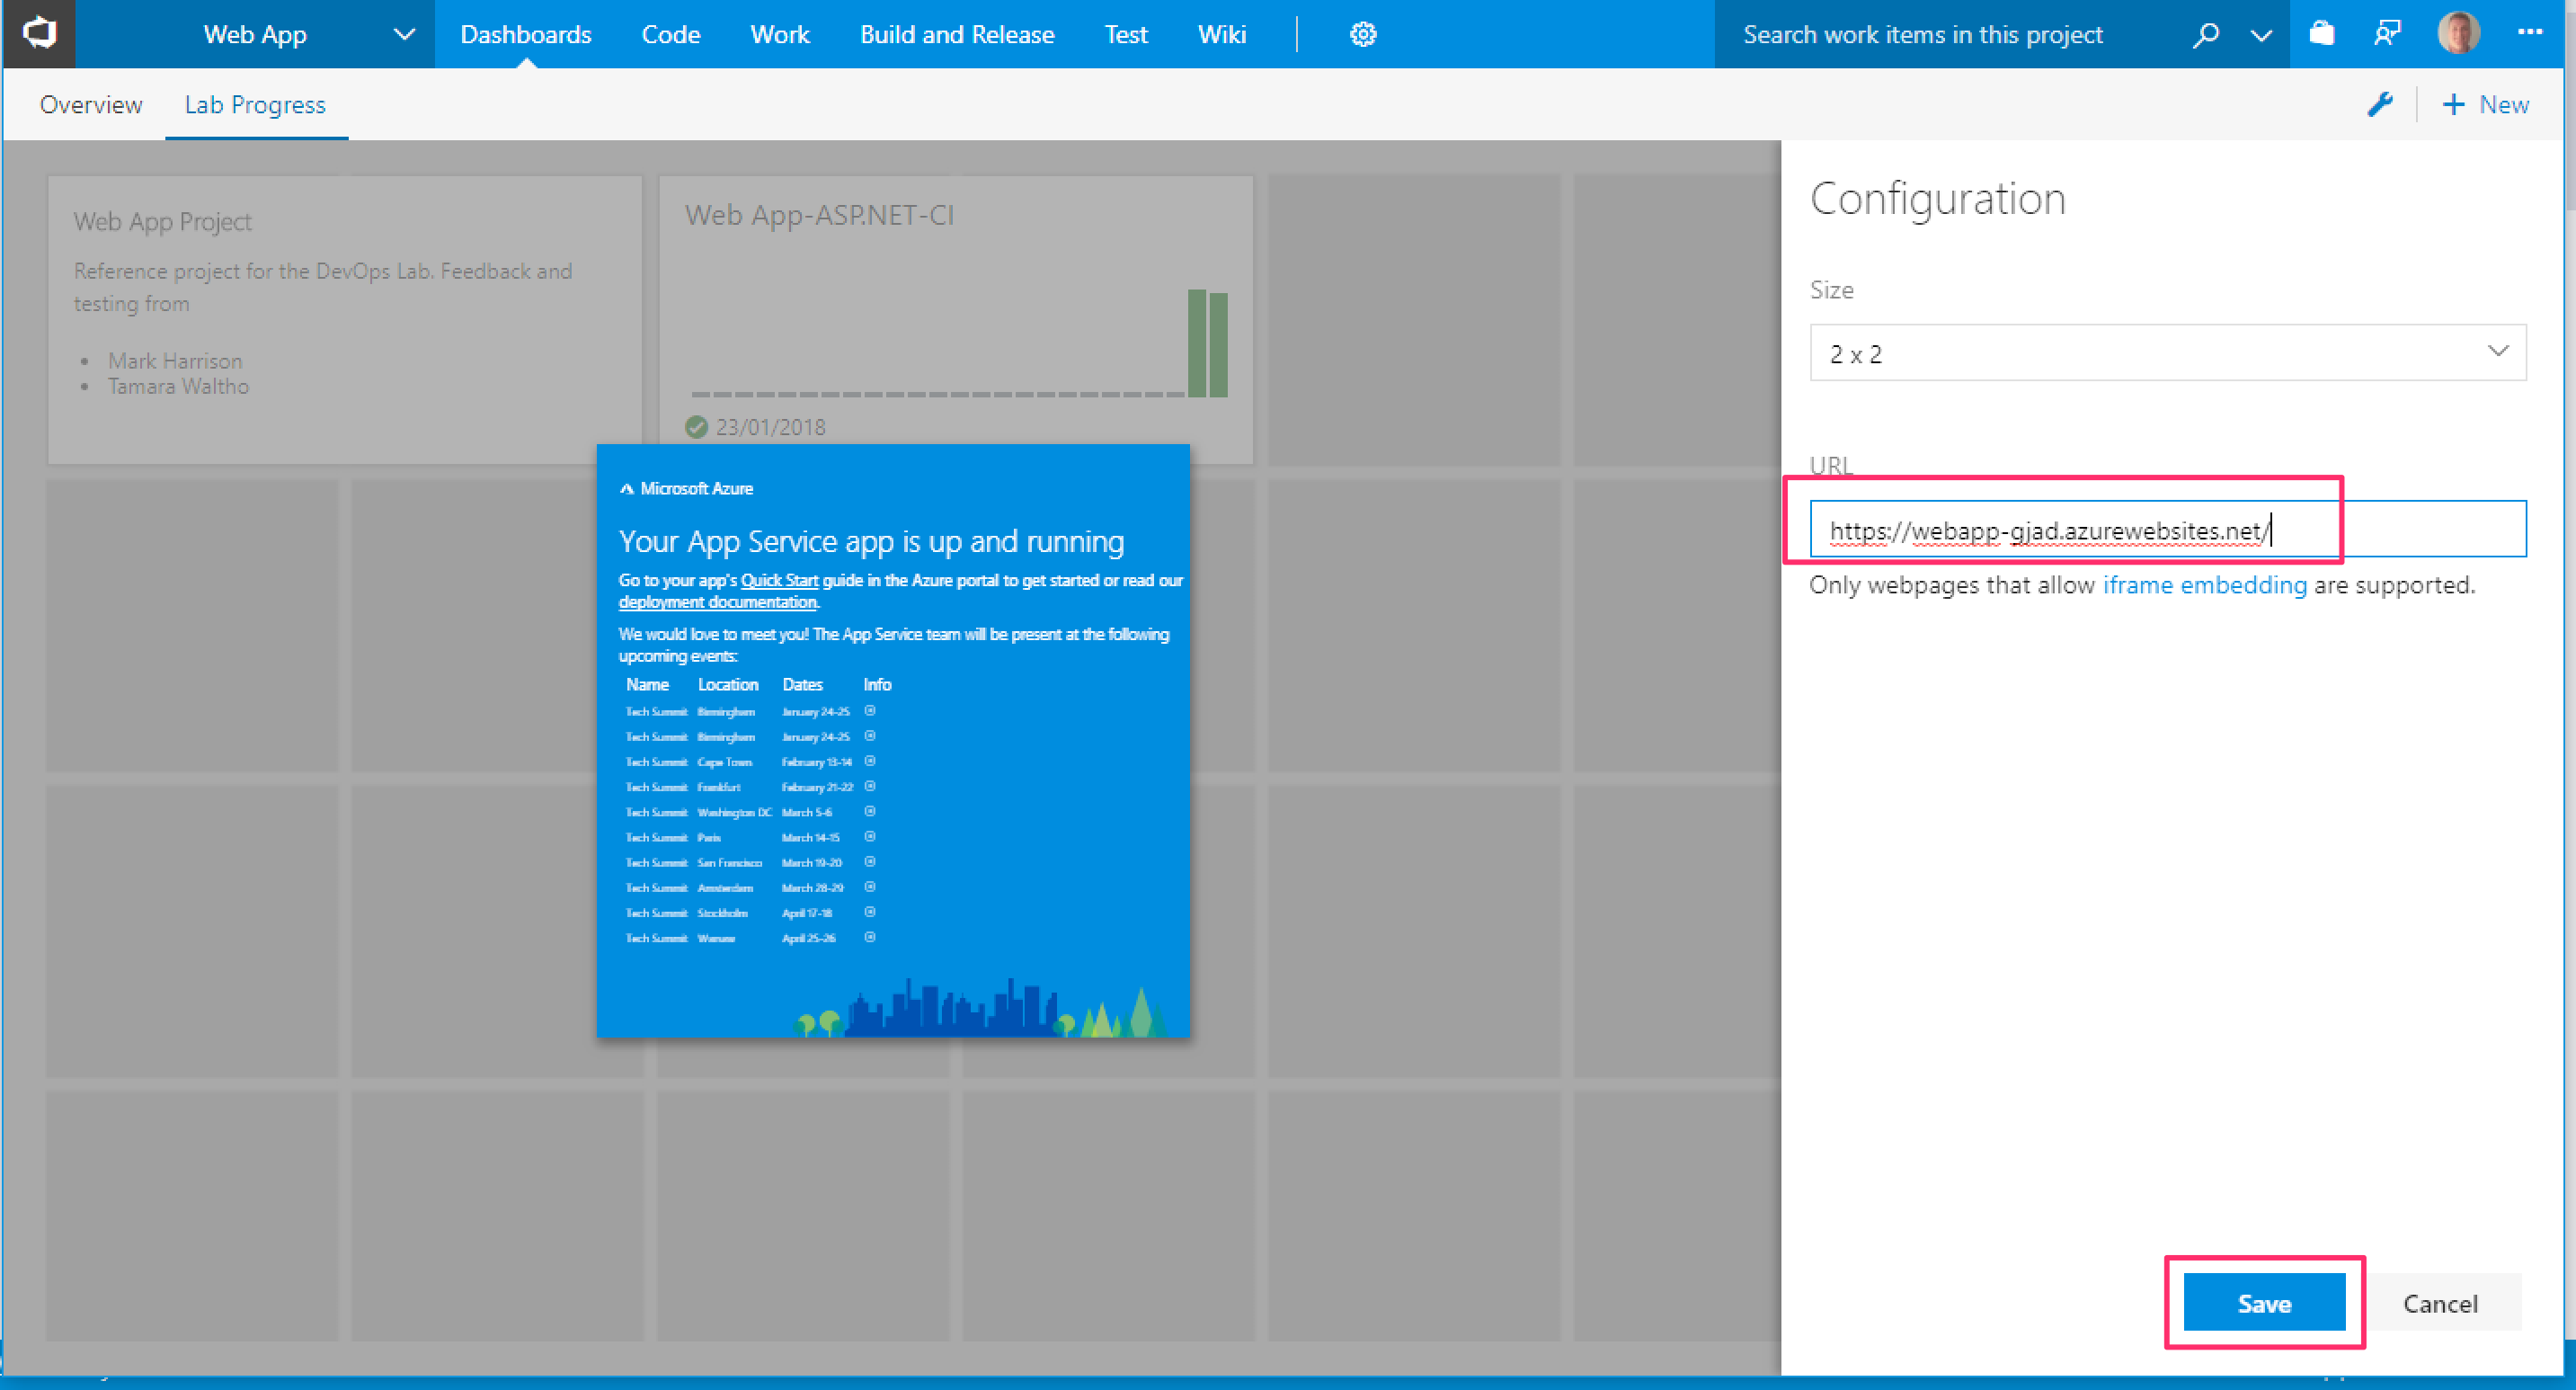 Web App
Dashboards
Code
Work
Build and Release
Test
Wiki
Search work items in this project
Overview
Lab Progress
New
Web App Project
Reference project for the DevOps Lab. Feedback and
testing from
Mark Harrison
Tamara Waltho
Web App-ASP.NET-CI
23/01/2018
Microsoft Azure
Your App Service app is up and running
Go to your app's Quick Start guide in the Azure portal to get started or read our
deployment documentation.
We would love to meet you! The App Service team will be present at the following
upcoming events:
Name Location Dates Info
Tech Summit Birmingham January 24-25
Tech Summit Birmingham January 24-25
Tech Summit Cape Town February 13-14
Tech Summit Frankfurt February 21-22
Tech Summit Washington DC March 5-6
Tech Summit Paris March 14-15
Tech Summit San Francisco March 19-20
Tech Summit Amsterdam March 28-29
Tech Summit Stockholm April 17-18
Tech Summit Warsaw April 25-26
Configuration
Size
2 x 2
URL
https://webapp-gjad.azurewebsites.net/
Only webpages that allow iframe embedding are supported.
Save
Cancel